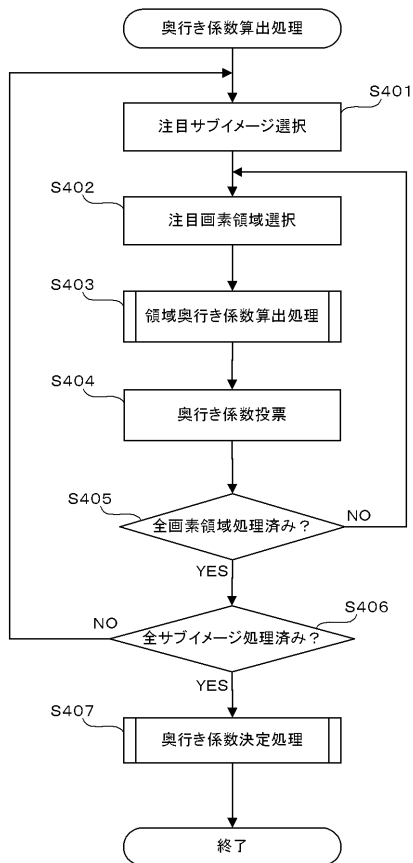 奥行き係数算出処理
S401
注目サブイメージ選択
S402
注目画素領域選択
S403
領域奥行き係数算出処理
S404
奥行き係数投票
S405
全画素領域処理済み？
NO
YES
S406
NO
全サブイメージ処理済み？
YES
S407
奥行き係数決定処理
終了